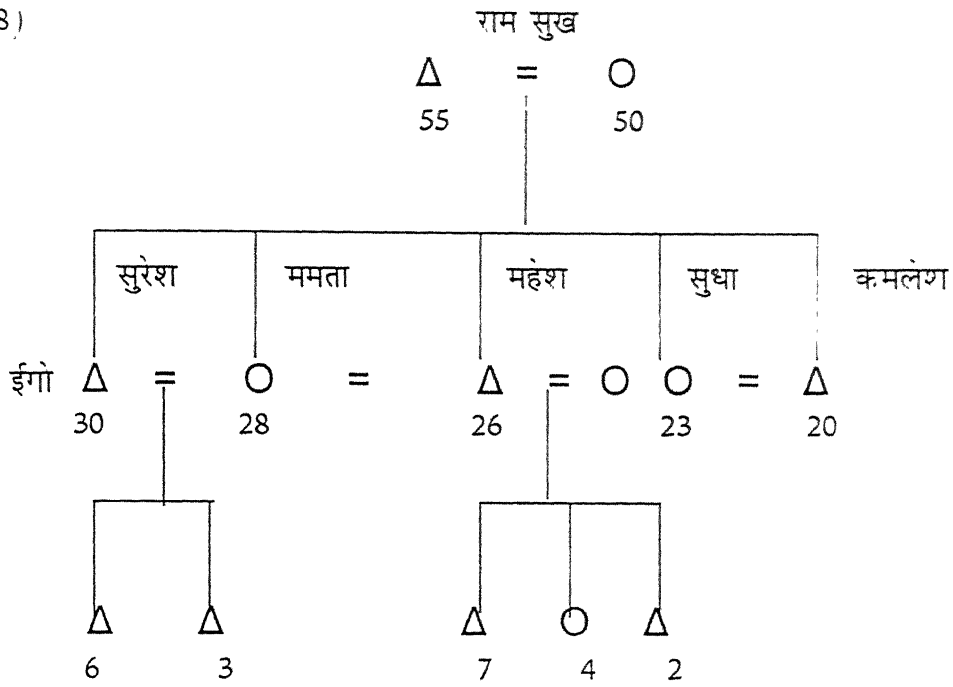 8)
राम सुख
Δ = O
55 50
सुरेश ममता महेश सुधा कमलेश
ईगो Δ = O = Δ = O O = Δ
30 28 26 23 20
Δ Δ Δ O Δ
6 3 7 4 2